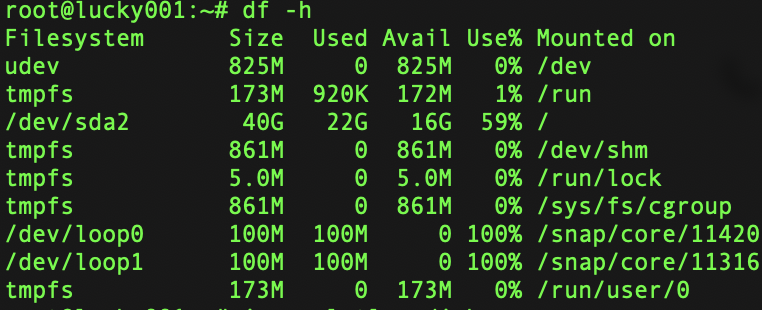 root@lucky001:~# df -h
Filesystem Size Used Avail Use% Mounted on
udev 825M 0 825M 0% /dev
tmpfs 173M 920K 172M 1% /run
/dev/sda2 40G 22G 16G 59% /
tmpfs 861M 0 861M 0% /dev/shm
tmpfs 5.0M 0 5.0M 0% /run/lock
tmpfs 861M 0 861M 0% /sys/fs/cgroup
/dev/loop0 100M 100M 0 100% /snap/core/11420
/dev/loop1 100M 100M 0 100% /snap/core/11316
tmpfs 173M 0 173M 0% /run/user/0